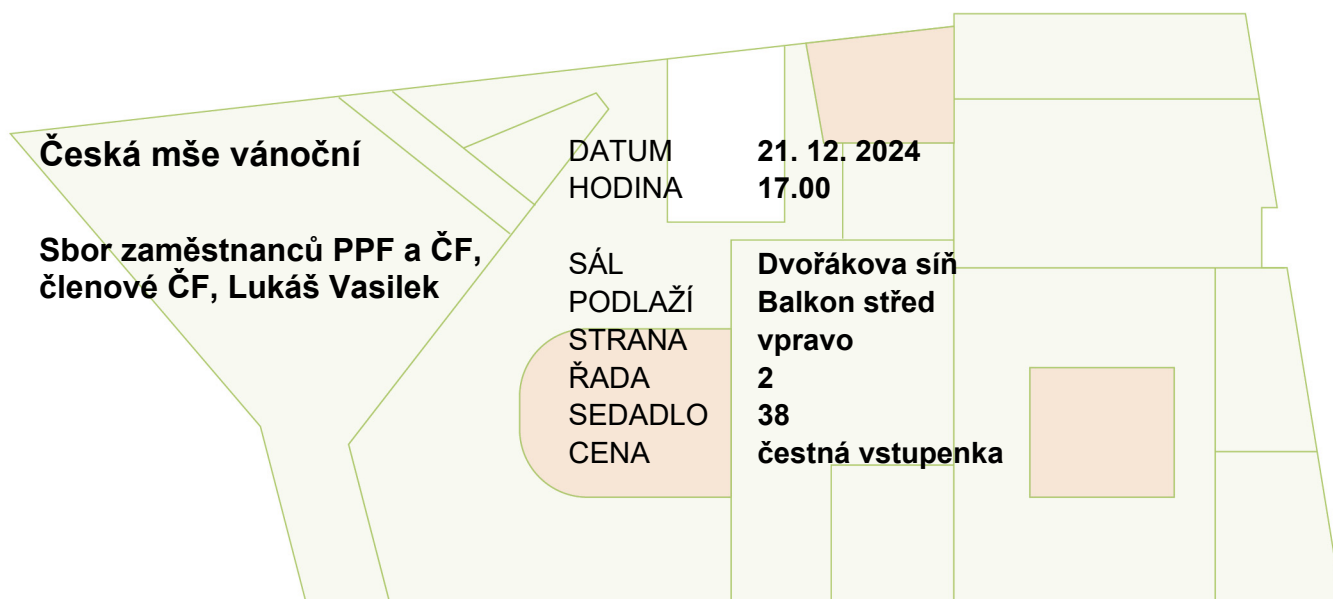 Česká mše vánoční
Sbor zaměstnanců PPF a ČF,
členové ČF, Lukáš Vasilek
DATUM 21. 12. 2024
HODINA 17.00
SÁL Dvořákova síň
PODLAŽÍ Balkon střed
STRANA vpravo
ŘADA 2
SEDADLO 38
CENA čestná vstupenka